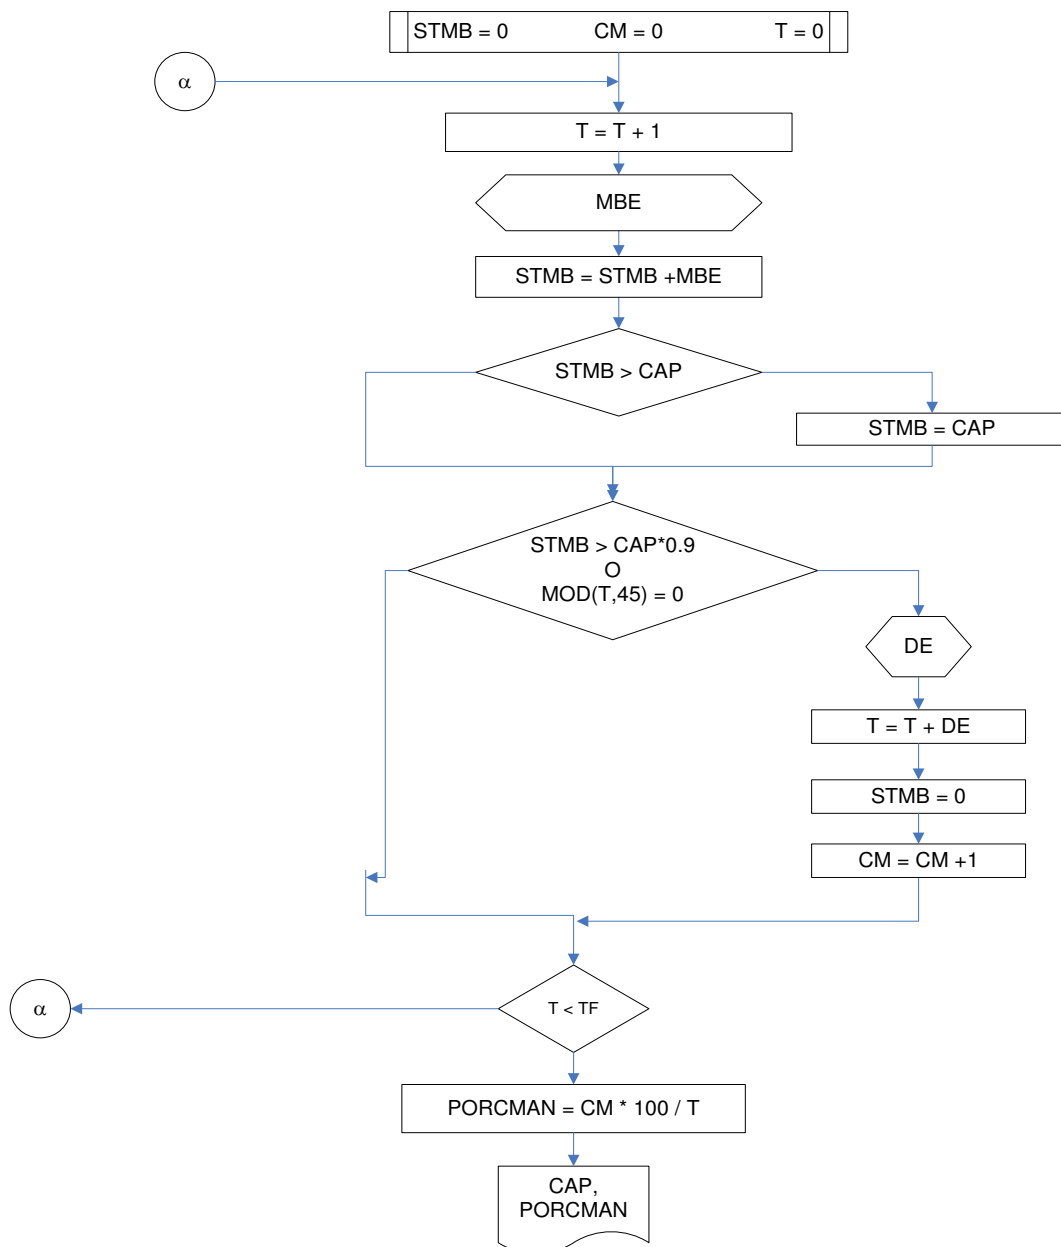 STMB = 0 CM = 0 T = 0
α
T = T + 1
MBE
STMB = STMB +MBE
STMB > CAP
STMB = CAP
STMB > CAP*0.9
O
MOD(T,45) = 0
DE
T = T + DE
STMB = 0
CM = CM +1
T < TF
α
PORCMAN = CM * 100 / T
CAP,
PORCMAN